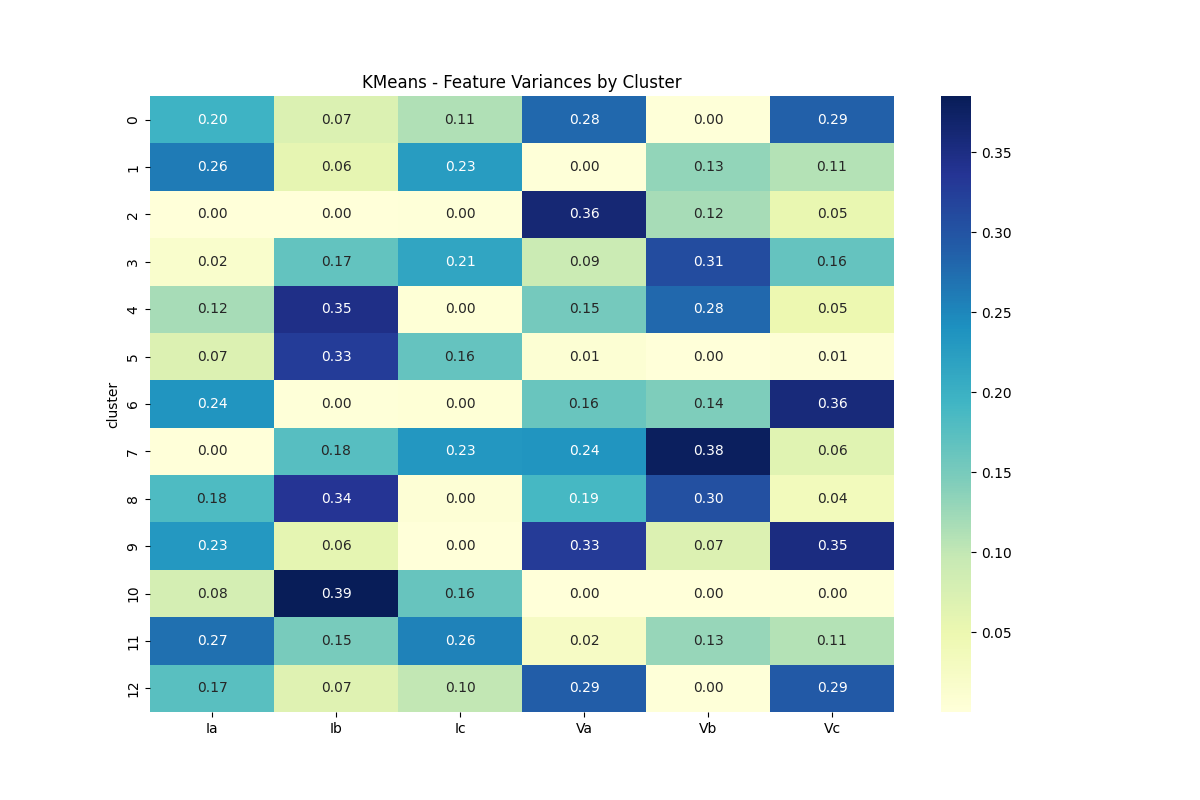 KMeans - Feature Variances by Cluster
0 0.20 0.07 0.11 0.28 0.00 0.29
1 0.26 0.06 0.23 0.00 0.13 0.11
2 0.00 0.00 0.00 0.36 0.12 0.05
3 0.02 0.17 0.21 0.09 0.31 0.16
4 0.12 0.35 0.00 0.15 0.28 0.05
5 0.07 0.33 0.16 0.01 0.00 0.01
6 0.24 0.00 0.00 0.16 0.14 0.36
7 0.00 0.18 0.23 0.24 0.38 0.06
8 0.18 0.34 0.00 0.19 0.30 0.04
9 0.23 0.06 0.00 0.33 0.07 0.35
10 0.08 0.39 0.16 0.00 0.00 0.00
11 0.27 0.15 0.26 0.02 0.13 0.11
12 0.17 0.07 0.10 0.29 0.00 0.29
Ia Ib Ic Va Vb Vc
cluster
0.35
0.30
0.25
0.20
0.15
0.10
0.05